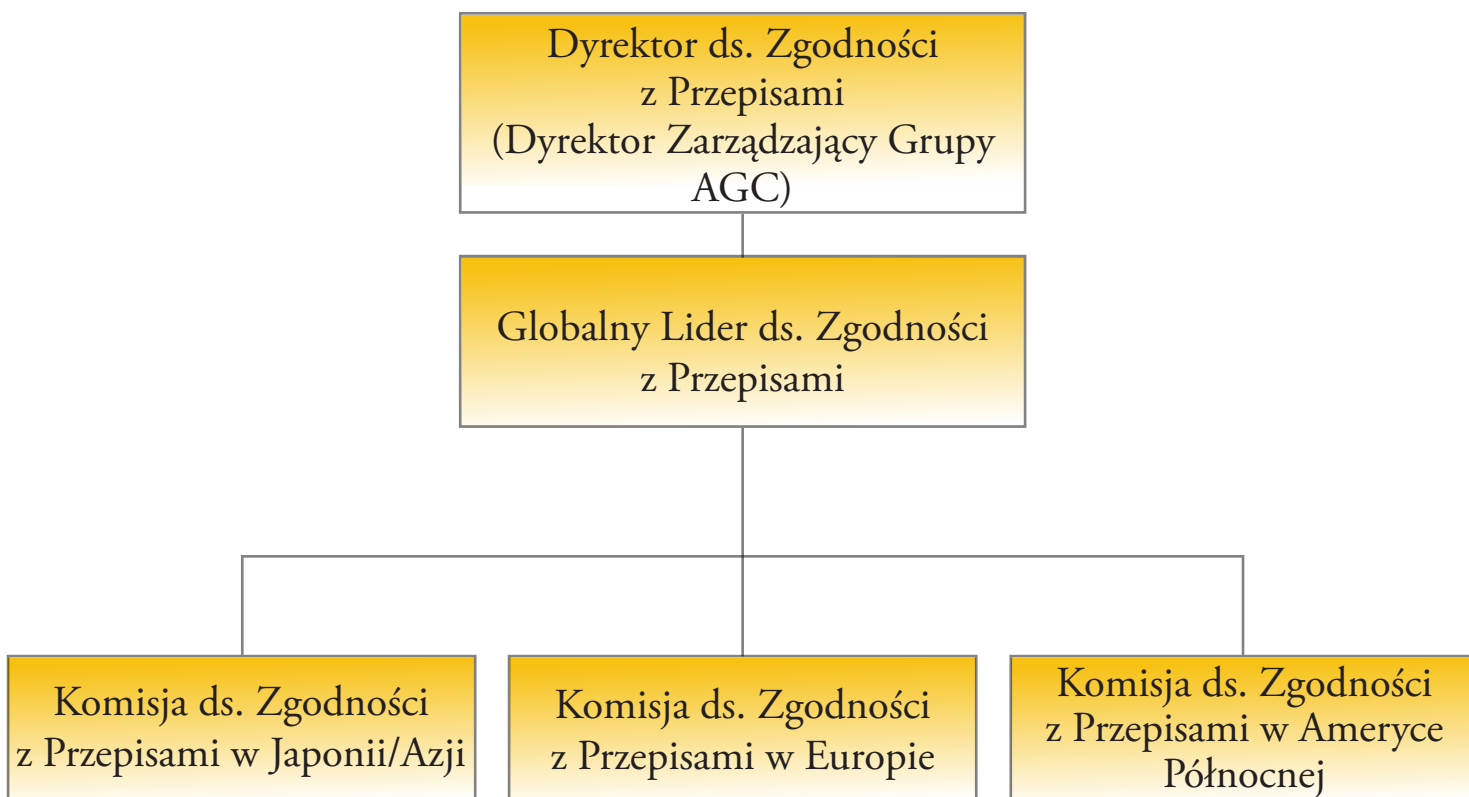 Dyrektor ds. Zgodności
z Przepisami
(Dyrektor Zarządzający Grupy
AGC)
Globalny Lider ds. Zgodności
z Przepisami
Komisja ds. Zgodności
z Przepisami w Japonii/Azji
Komisja ds. Zgodności
z Przepisami w Europie
Komisja ds. Zgodności
z Przepisami w Ameryce
Północnej